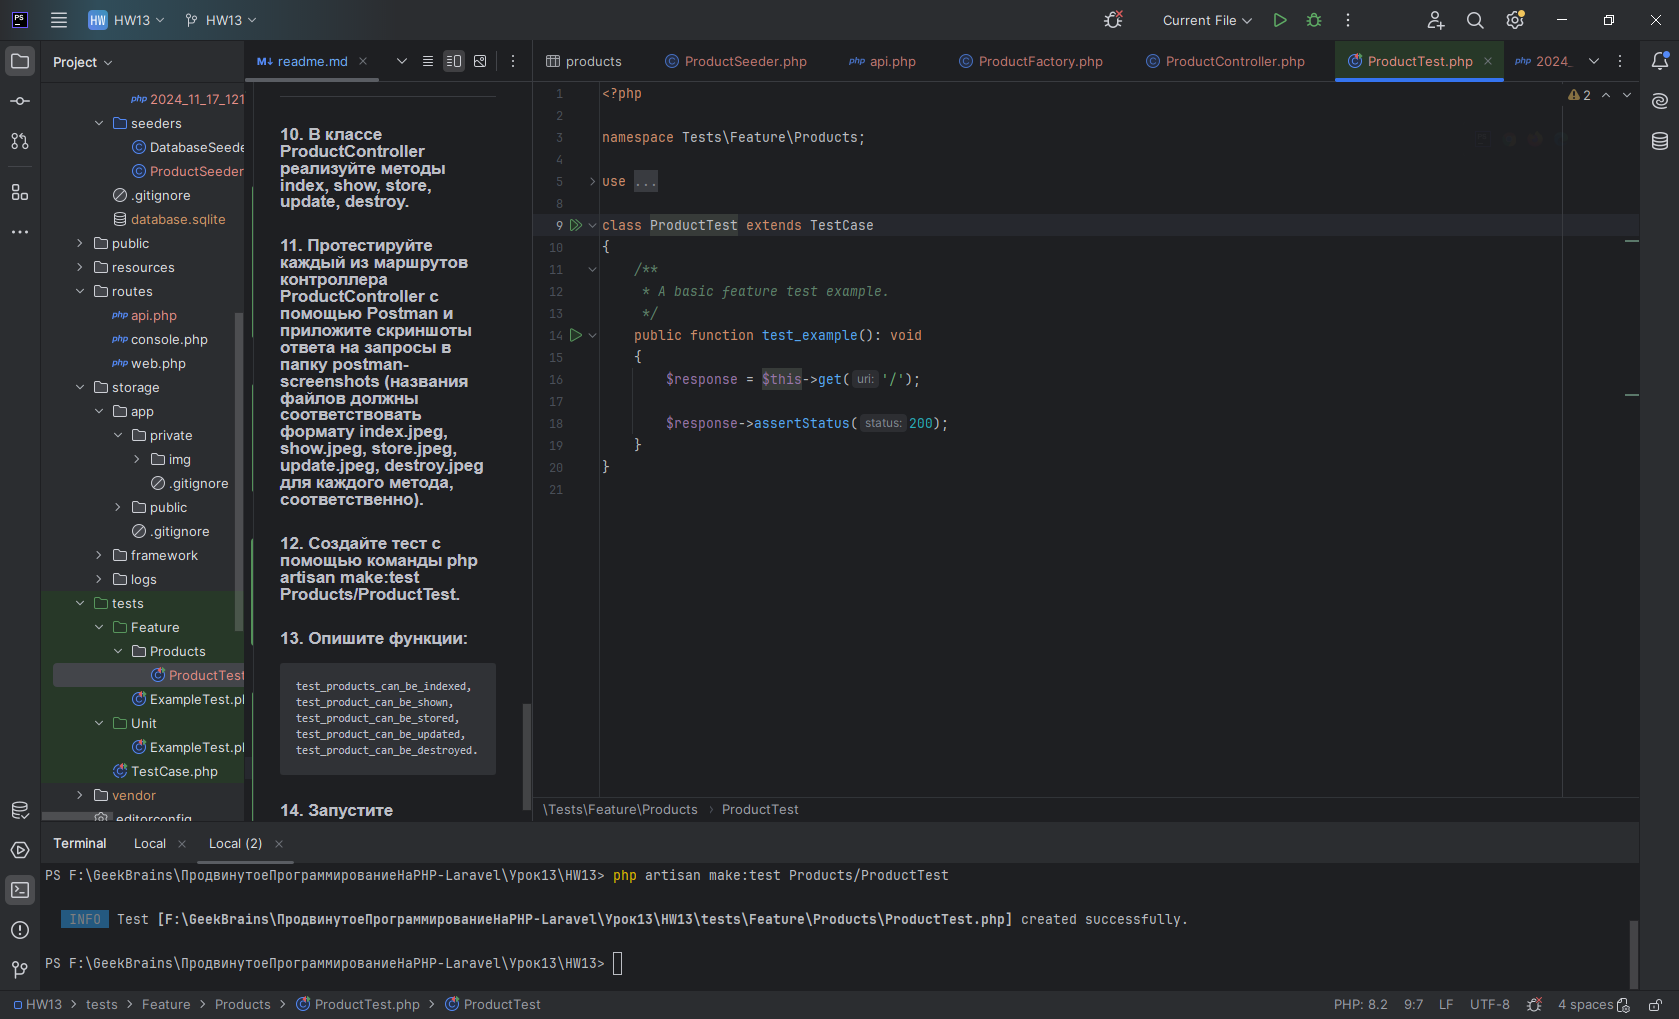 PS
HW HW13
HW13
Current File
Project
php 2024_11_17_121
seeders
DatabaseSeede
ProductSeeder
.gitignore
database.sqlite
public
resources
routes
php api.php
php console.php
php web.php
storage
app
private
img
.gitignore
public
.gitignore
framework
logs
tests
Feature
Products
ProductTest
ExampleTest.pl
Unit
ExampleTest.pl
TestCase.php
vendor
.editorconfig
M↓ readme.md
10. В классе
ProductController
реализуйте методы
index, show, store,
update, destroy.
11. Протестируйте
каждый из маршрутов
контроллера
ProductController с
помощью Postman и
приложите скриншоты
ответа на запросы в
папку postman-
screenshots (названия
файлов должны
соответствовать
формату index.jpeg,
show.jpeg, store.jpeg,
update.jpeg, destroy.jpeg
для каждого метода,
соответственно).
12. Создайте тест с
помощью команды php
artisan make:test
Products/ProductTest.
13. Опишите функции:
test_products_can_be_indexed,
test_product_can_be_shown,
test_product_can_be_stored,
test_product_can_be_updated,
test_product_can_be_destroyed.
14. Запустите
products
ProductSeeder.php
php api.php
ProductFactory.php
ProductController.php
ProductTest.php
php 2024_
2
1 <?php
2
3 namespace Tests\Feature\Products;
4
5 use ...
8
9 class ProductTest extends TestCase
10 {
11 /**
12 * A basic feature test example.
13 */
14 public function test_example(): void
15 {
16 $response = $this->get( uri: '/');
17
18 $response->assertStatus( status: 200);
19 }
20 }
21
\Tests\Feature\Products > ProductTest
Terminal Local Local (2)
PS F:\GeekBrains\ПродвинутоеПрограммированиеНаPHP-Laravel\Урок13\HW13> php artisan make:test Products/ProductTest
INFO Test [F:\GeekBrains\ПродвинутоеПрограммированиеНаPHP-Laravel\Урок13\HW13\tests\Feature\Products\ProductTest.php] created successfully.
PS F:\GeekBrains\ПродвинутоеПрограммированиеНаPHP-Laravel\Урок13\HW13>
HW13 > tests > Feature > Products > ProductTest.php > ProductTest
PHP: 8.2 9:7 LF UTF-8 4 spaces